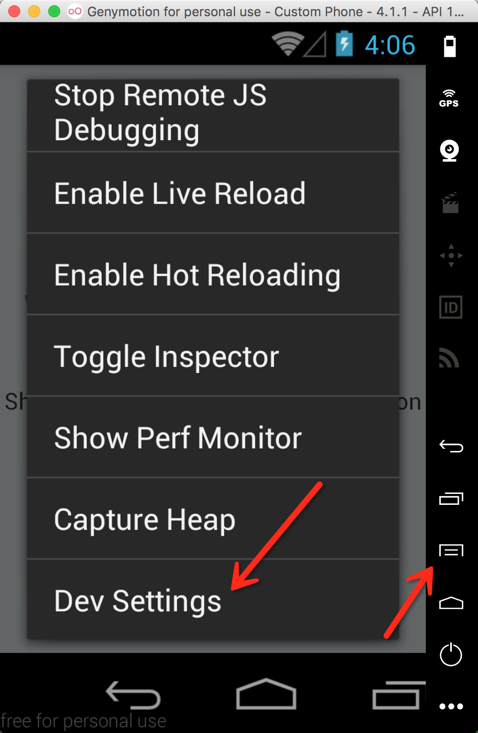 Genymotion for personal use - Custom Phone - 4.1.1 - API 1...
4:06
GPS
Stop Remote JS
Debugging
Enable Live Reload
Enable Hot Reloading
ID
Toggle Inspector
Sh
on
Show Perf Monitor
Capture Heap
Dev Settings
free for personal use